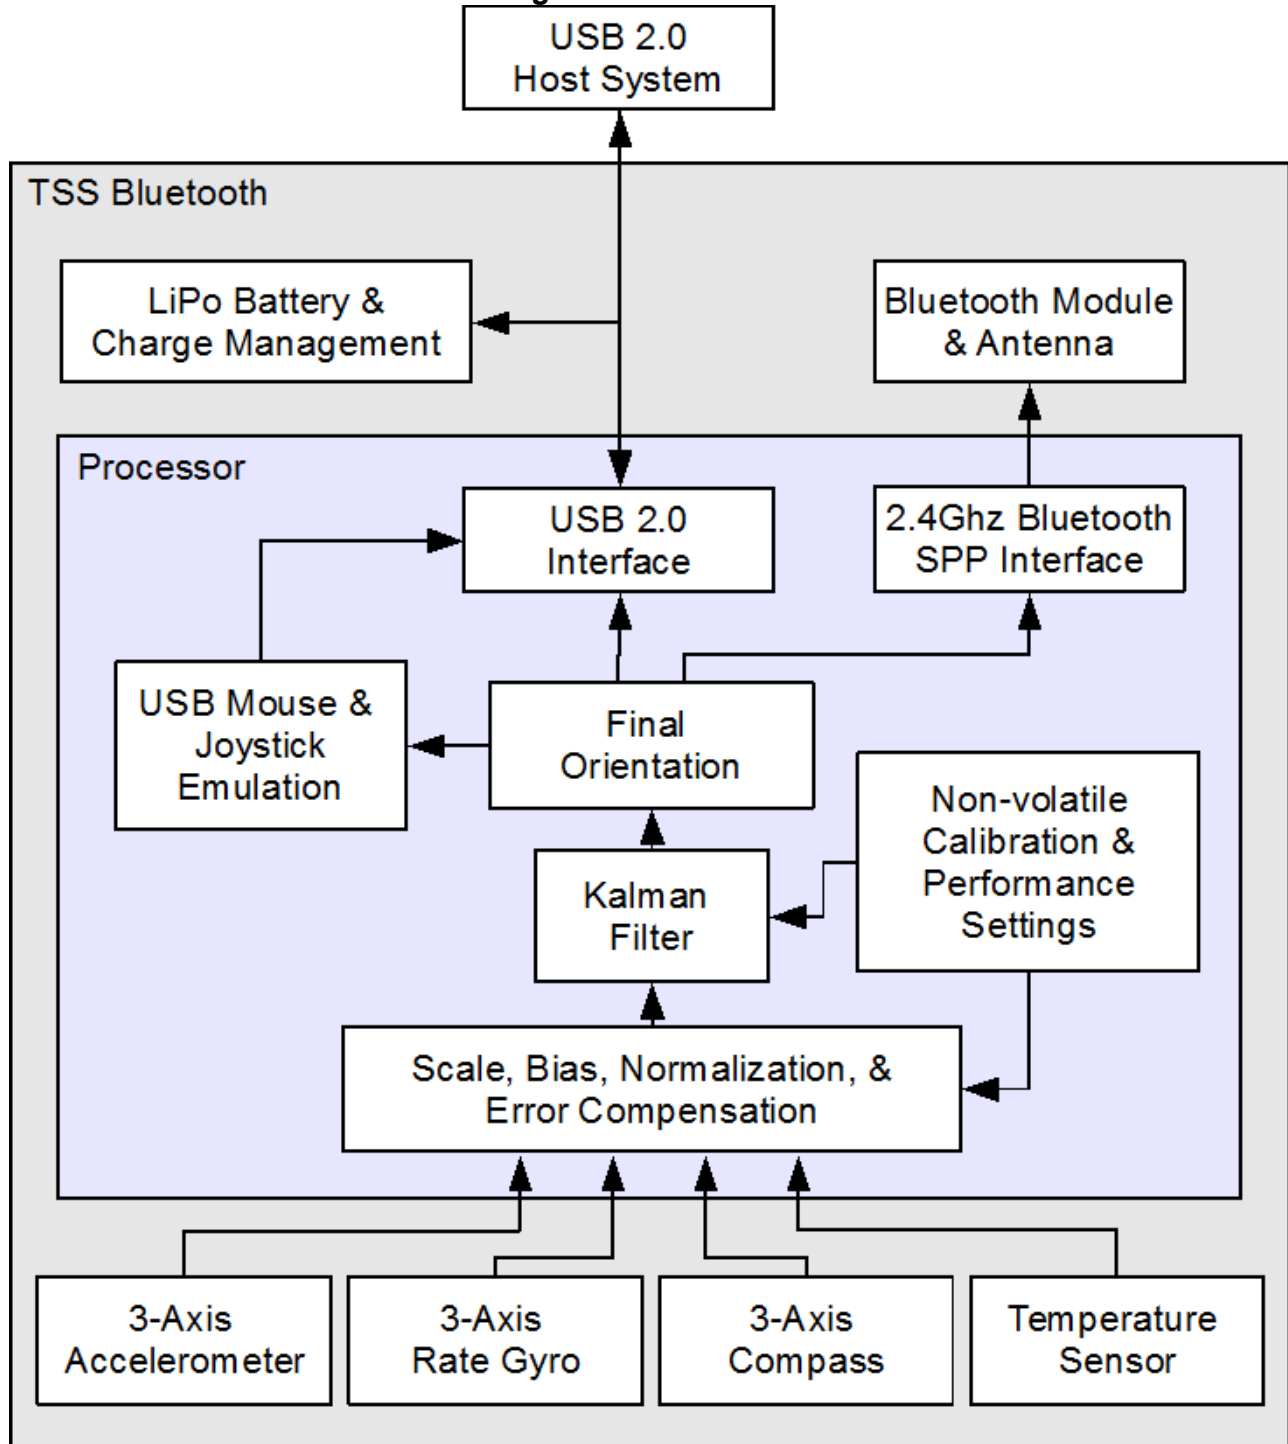 USB 2.0
Host System
TSS Bluetooth
LiPo Battery &
Charge Management
Bluetooth Module
& Antenna
Processor
USB 2.0
Interface
2.4Ghz Bluetooth
SPP Interface
USB Mouse &
Joystick
Emulation
Final
Orientation
Non-volatile
Calibration &
Performance
Settings
Kalman
Filter
Scale, Bias, Normalization, &
Error Compensation
3-Axis
Accelerometer
3-Axis
Rate Gyro
3-Axis
Compass
Temperature
Sensor